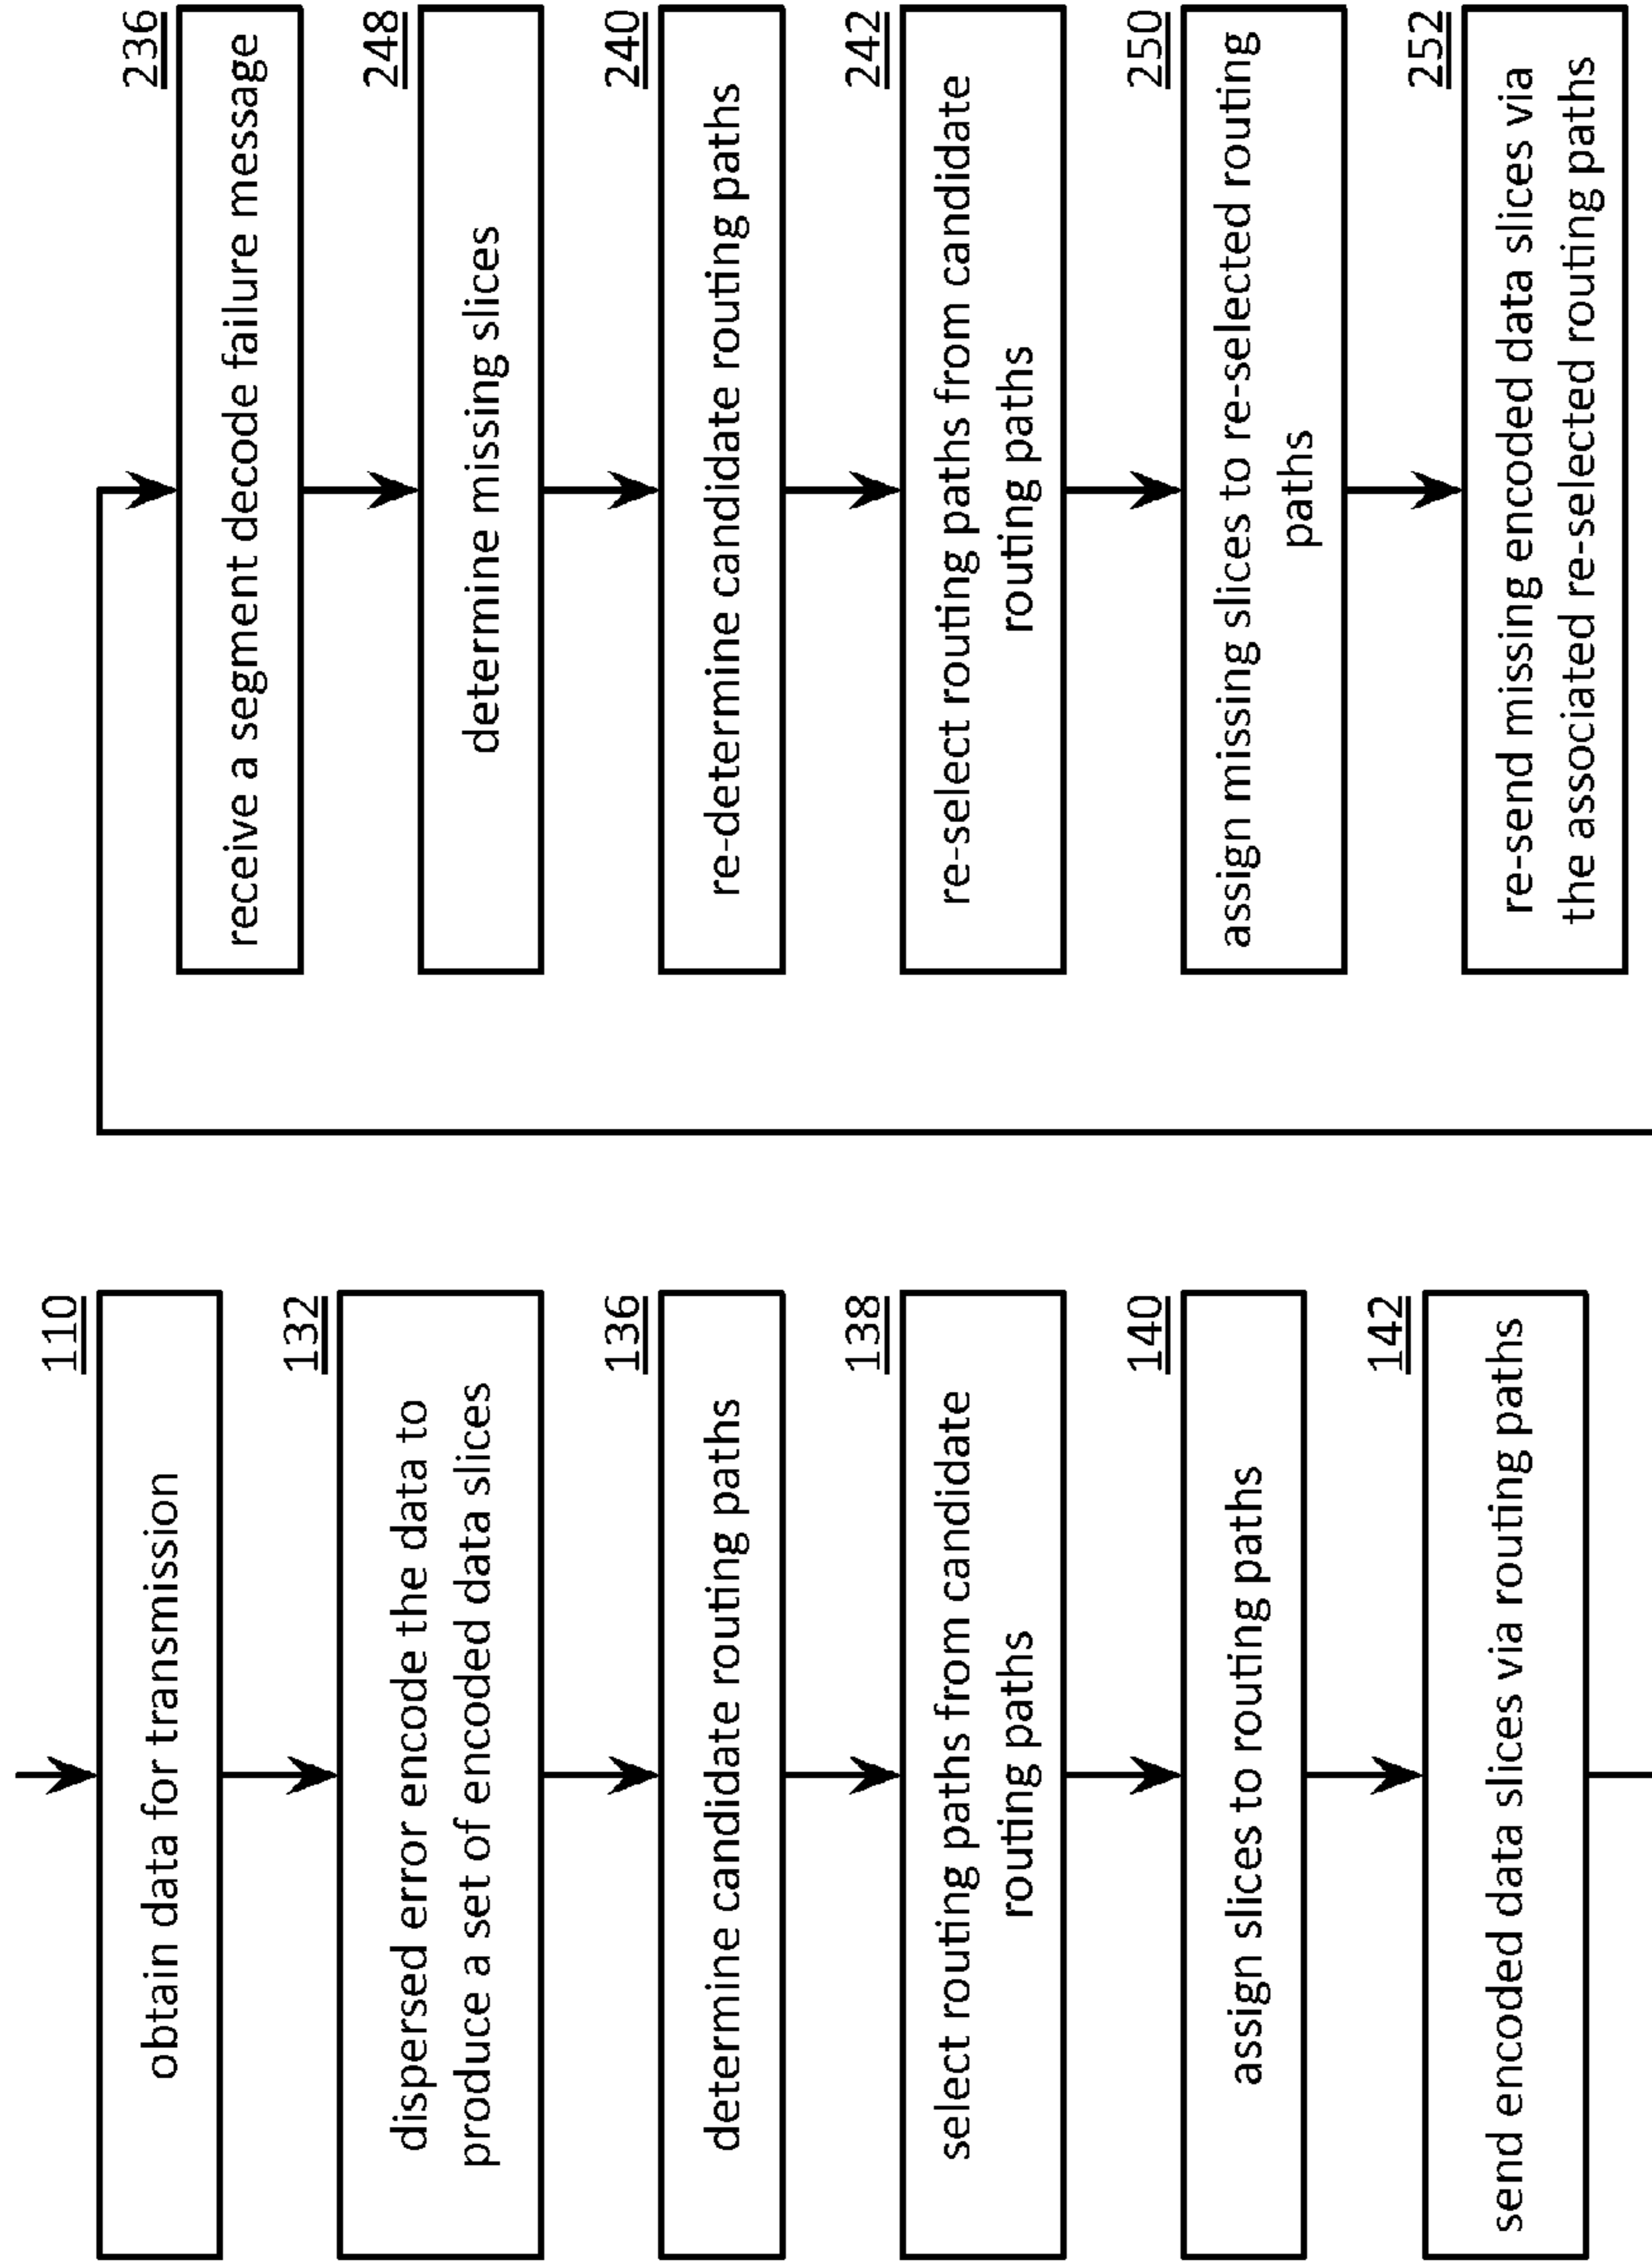 110
obtain data for transmission
132
dispersed error encode the data to
produce a set of encoded data slices
136
determine candidate routing paths
138
select routing paths from candidate
routing paths
140
assign slices to routing paths
142
send encoded data slices via routing paths
236
receive a segment decode failure message
248
determine missing slices
240
re-determine candidate routing paths
242
re-select routing paths from candidate
routing paths
250
assign missing slices to re-selected routing
paths
252
re-send missing encoded data slices via
the associated re-selected routing paths